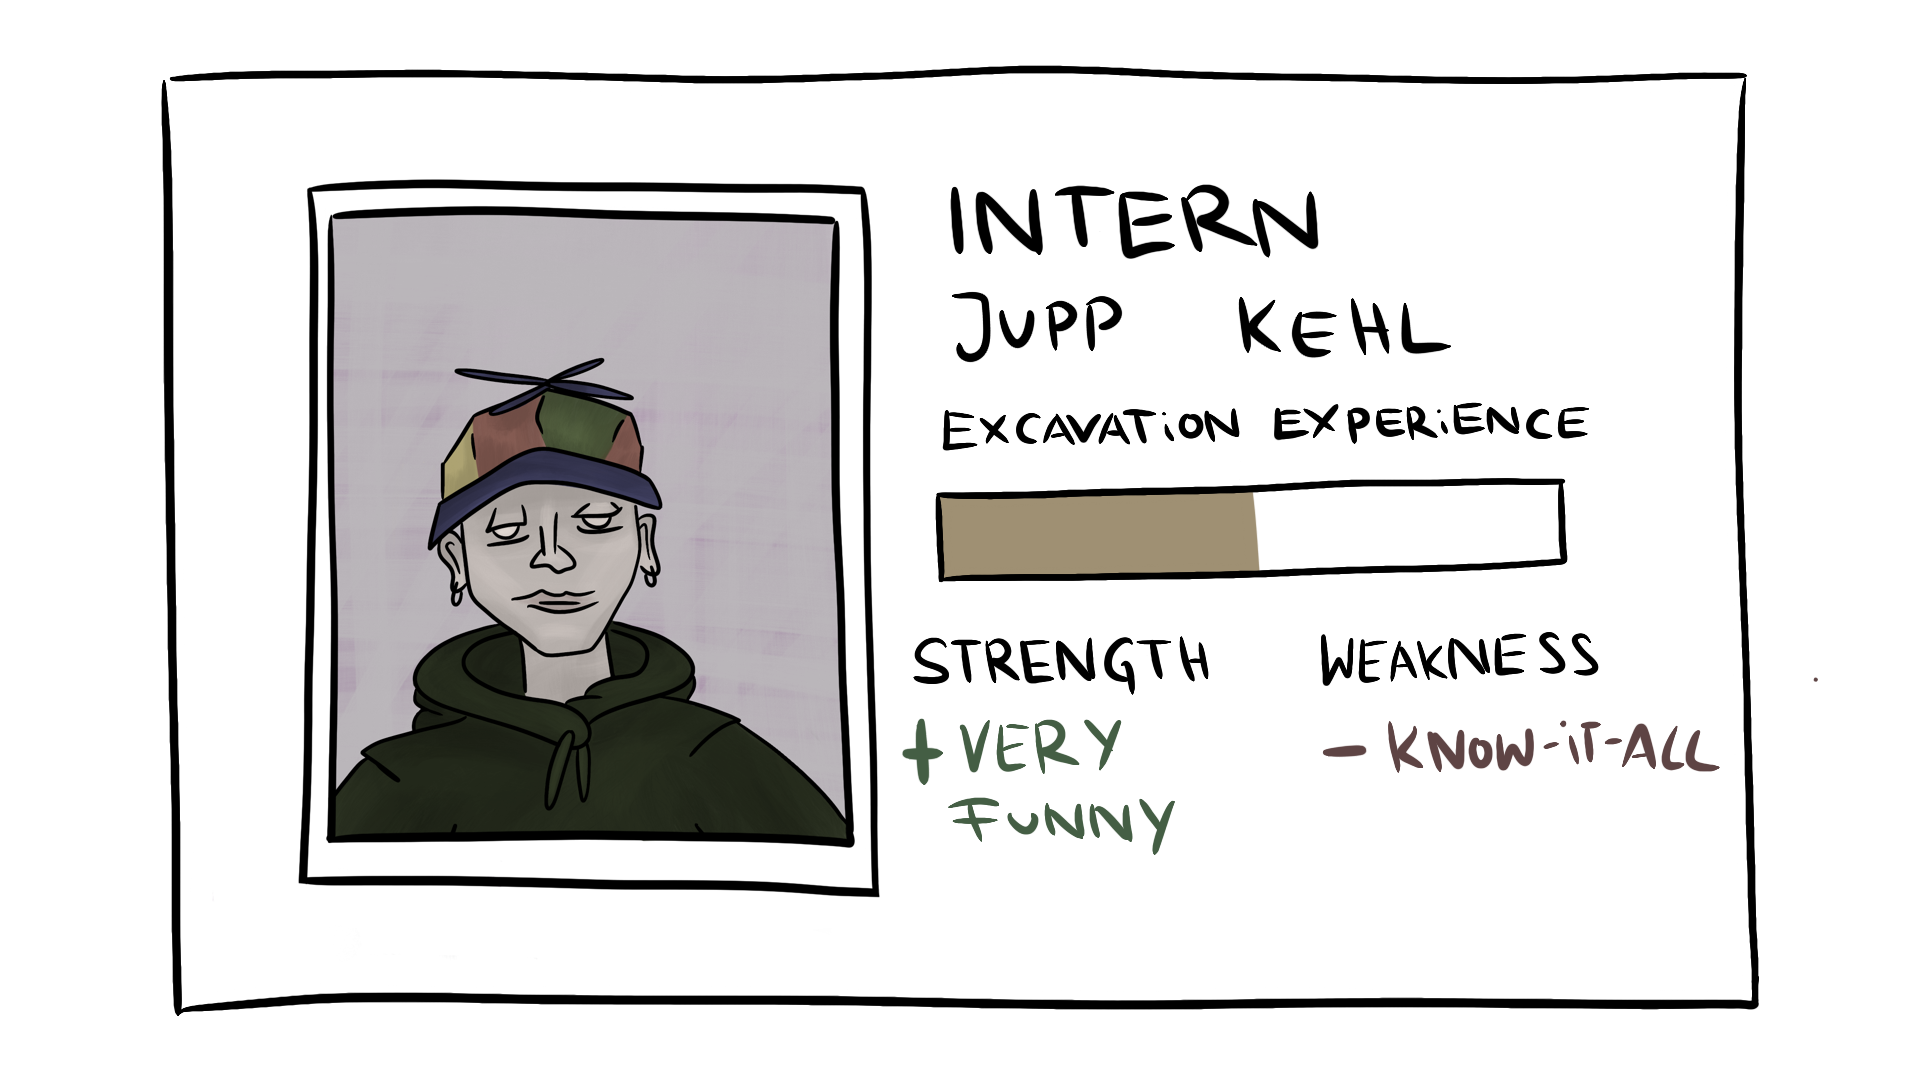 INTERN
JUPP KEHL
EXCAVATiON EXPERiENCE
STRENGTH WEAKNESS
+ VERY - KNOW-iT-ALL
FUNNY